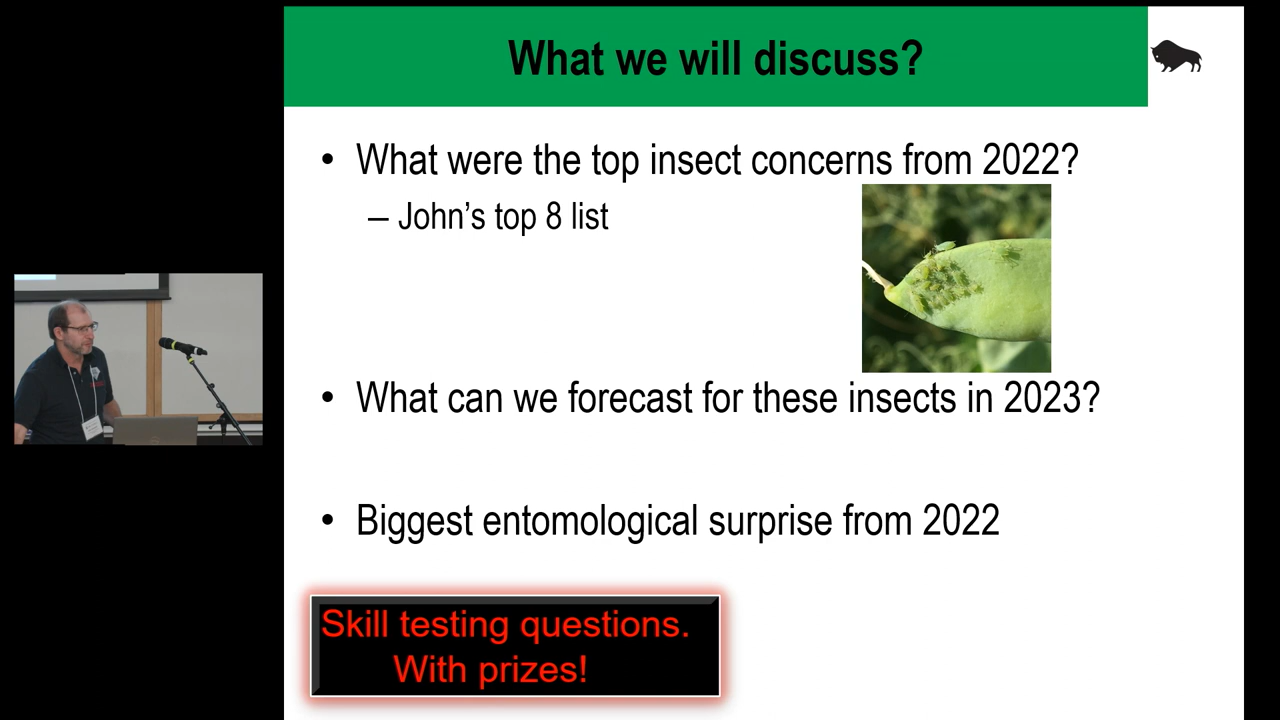 What we will discuss?
• What were the top insect concerns from 2022?
– John’s top 8 list
• What can we forecast for these insects in 2023?
• Biggest entomological surprise from 2022
Skill testing questions.
With prizes!